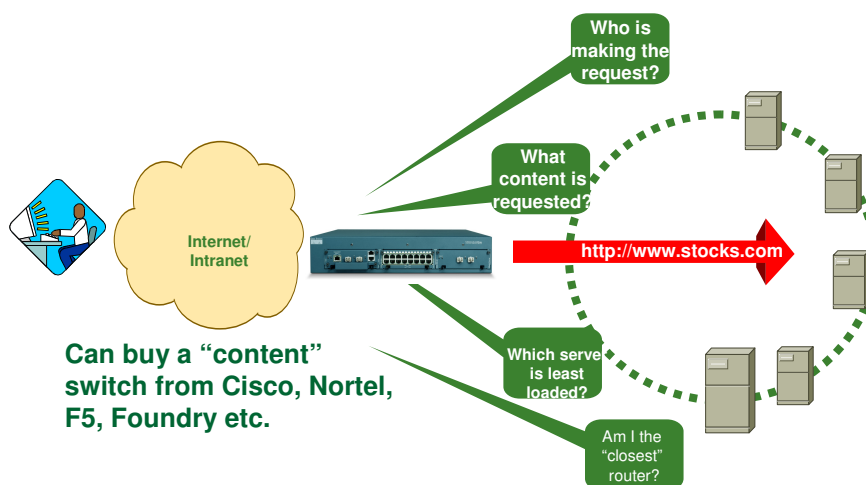 Who is
making the
request?
What
content is
requested?
Internet/
Intranet
http://www.stocks.com
Can buy a “content”
switch from Cisco, Nortel,
F5, Foundry etc.
Which serve
is least
loaded?
Am I the
“closest”
router?